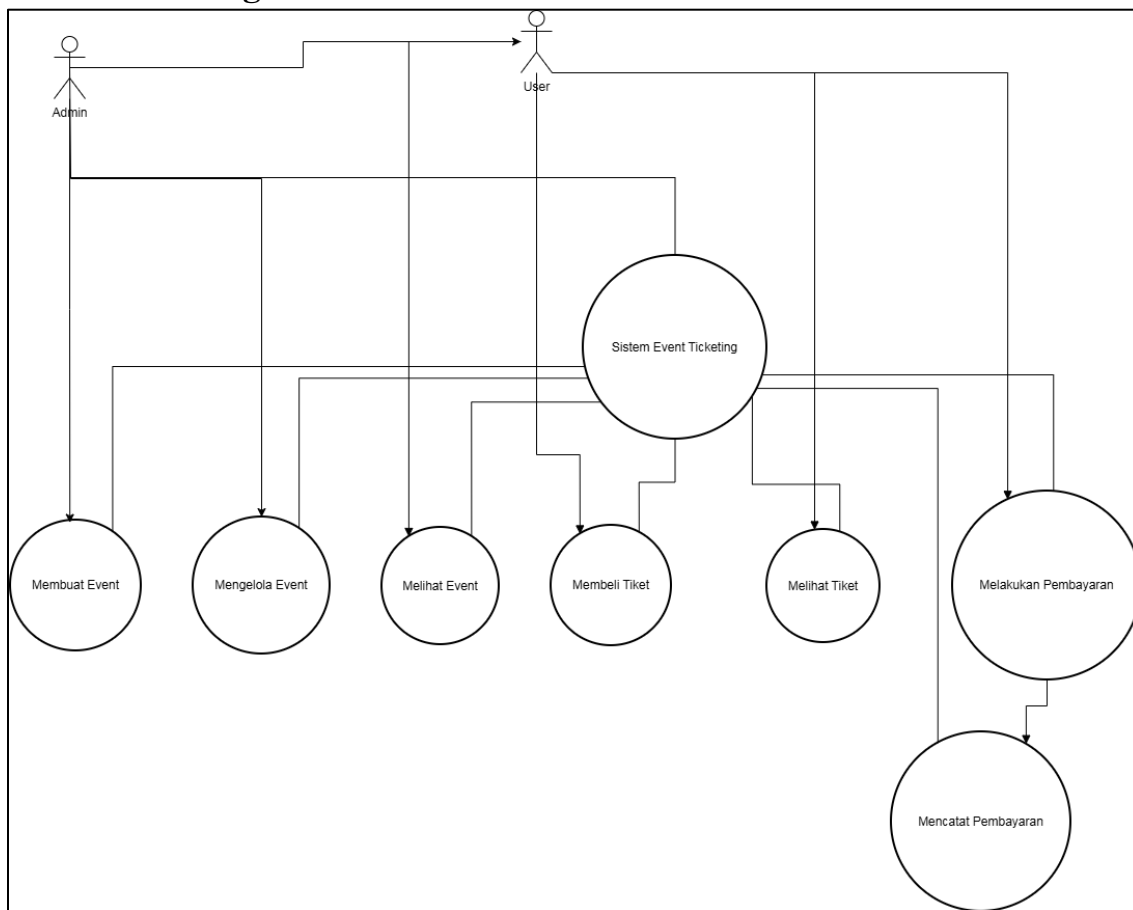 Admin
User
Sistem Event Ticketing
Membuat Event
Mengelola Event
Melihat Event
Membeli Tiket
Melihat Tiket
Melakukan Pembayaran
Mencatat Pembayaran